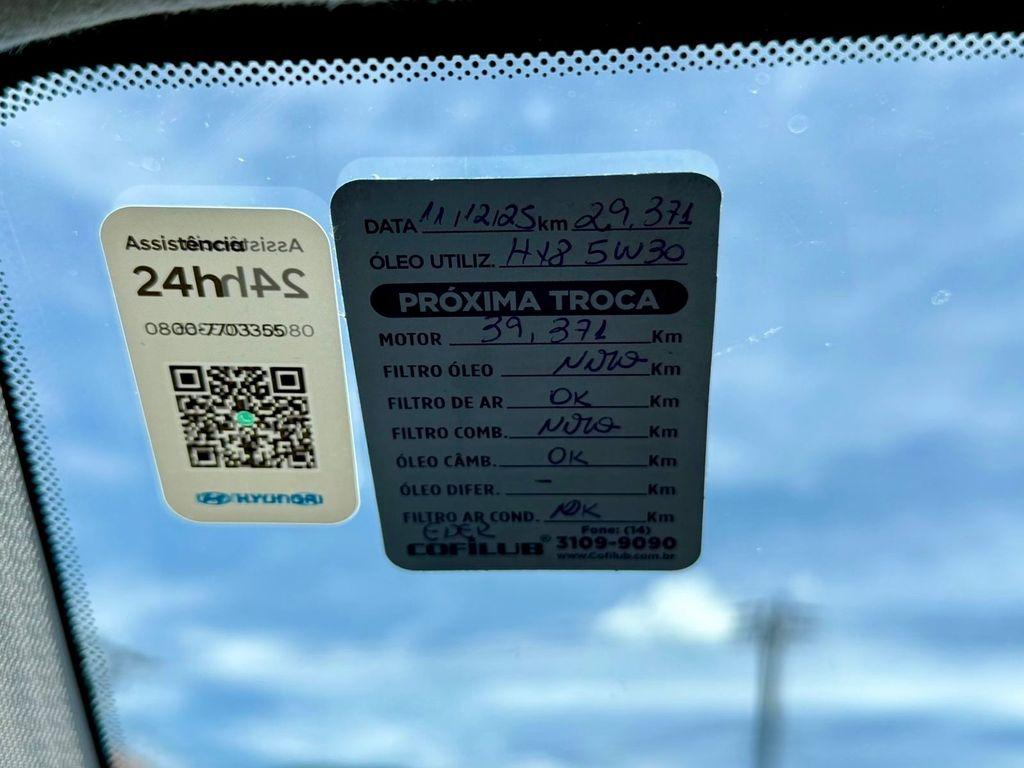 Assistência
24h
HYUNDAI
DATA 11/12/25 km 29,371
ÓLEO UTILIZ. HX8 5W30
PRÓXIMA TROCA
MOTOR 39,371 Km
FILTRO ÓLEO NOVO Km
FILTRO DE AR OK Km
FILTRO COMB. NOVO Km
ÓLEO CÂMB. OK Km
ÓLEO DIFER. - Km
FILTRO AR COND. OK Km
EDER
COFILUB® Fone: (14)
3109-9090
www.Cofilub.com.br